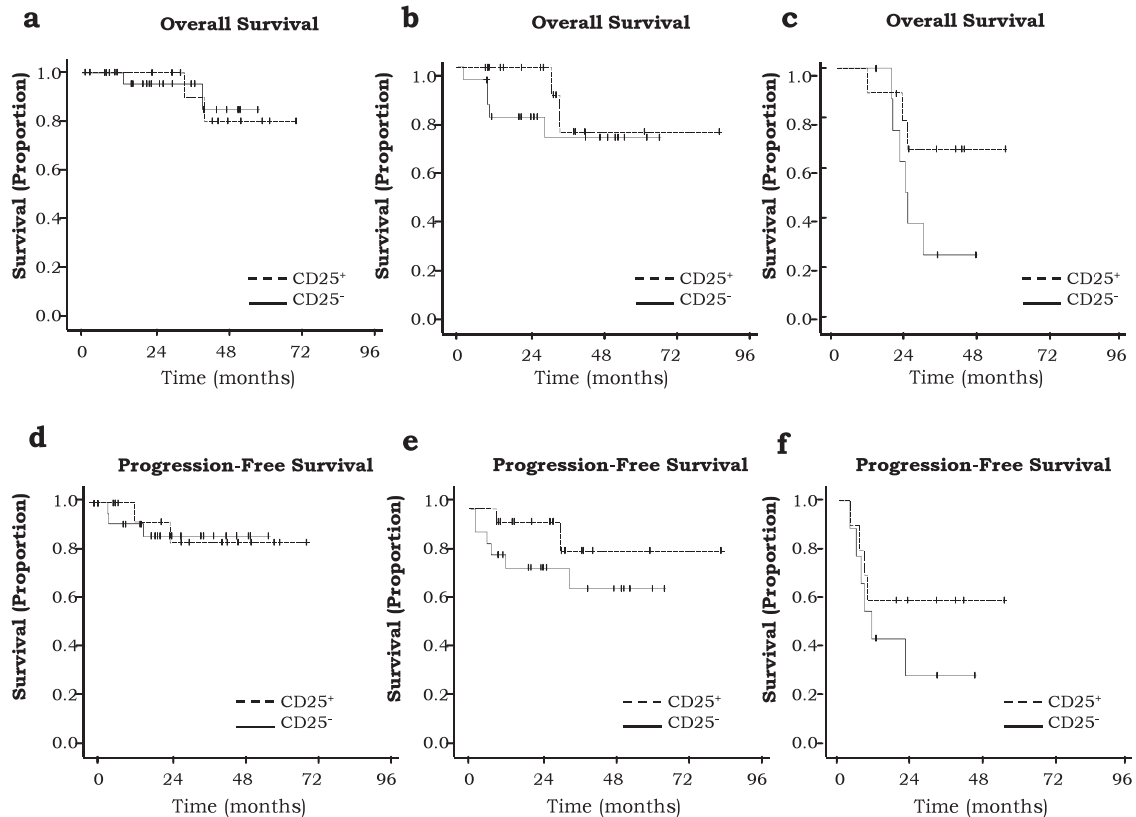 a
Overall Survival
Survival (Proportion)
1.0
0.8
0.6
0.4
0.2
0.0
CD25+
CD25-
0 24 48 72 96
Time (months)
b
Overall Survival
Survival (Proportion)
1.0
0.8
0.6
0.4
0.2
0.0
CD25+
CD25-
0 24 48 72 96
Time (months)
c
Overall Survival
Survival (Proportion)
1.0
0.8
0.6
0.4
0.2
0.0
CD25+
CD25-
0 24 48 72 96
Time (months)
d
Progression-Free Survival
Survival (Proportion)
1.0
0.8
0.6
0.4
0.2
0.0
CD25+
CD25-
0 24 48 72 96
Time (months)
e
Progression-Free Survival
Survival (Proportion)
1.0
0.8
0.6
0.4
0.2
0.0
CD25+
CD25-
0 24 48 72 96
Time (months)
f
Progression-Free Survival
Survival (Proportion)
1.0
0.8
0.6
0.4
0.2
0.0
CD25+
CD25-
0 24 48 72 96
Time (months)